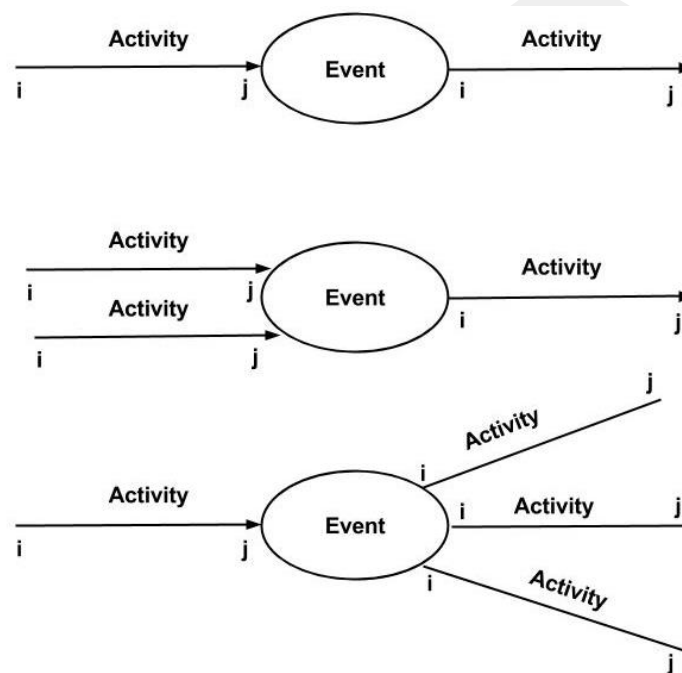 Activity Event Activity
i j i j
Activity Activity
i j Event
Activity i j
i j
j
Activity
i
Activity Event i Activity j
i j i
Activity
j